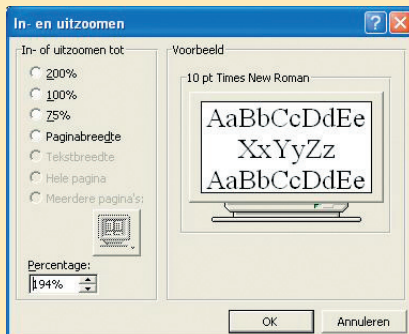 In- en uitzoomen
In- of uitzoomen tot
200%
100%
75%
Paginabreedte
Tekstbreedte
Hele pagina
Meerdere pagina's:
Percentage:
194%
Voorbeeld
10 pt Times New Roman
AaBbCcDdEe
XxYyZz
AaBbCcDdEe
OK
Annuleren